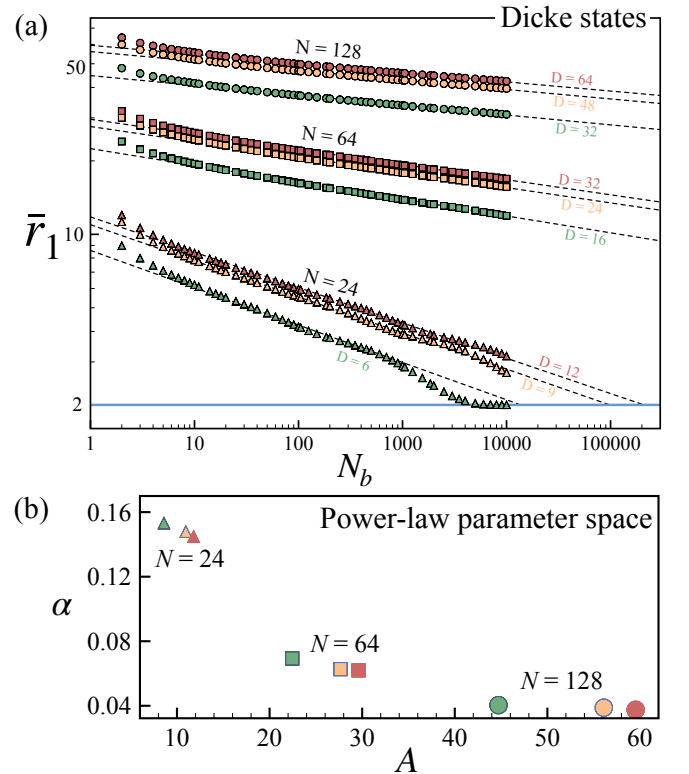 (a)
Dicke states
50
N = 128
D = 64
D = 48
D = 32
N = 64
D = 32
D = 24
D = 16
r̄₁
10
N = 24
D = 12
D = 9
D = 6
2
1 10 100 1000 10000 100000
N_b
(b)
Power-law parameter space
0.16
N = 24
0.12
α
0.08
N = 64
N = 128
0.04
10 20 30 40 50 60
A